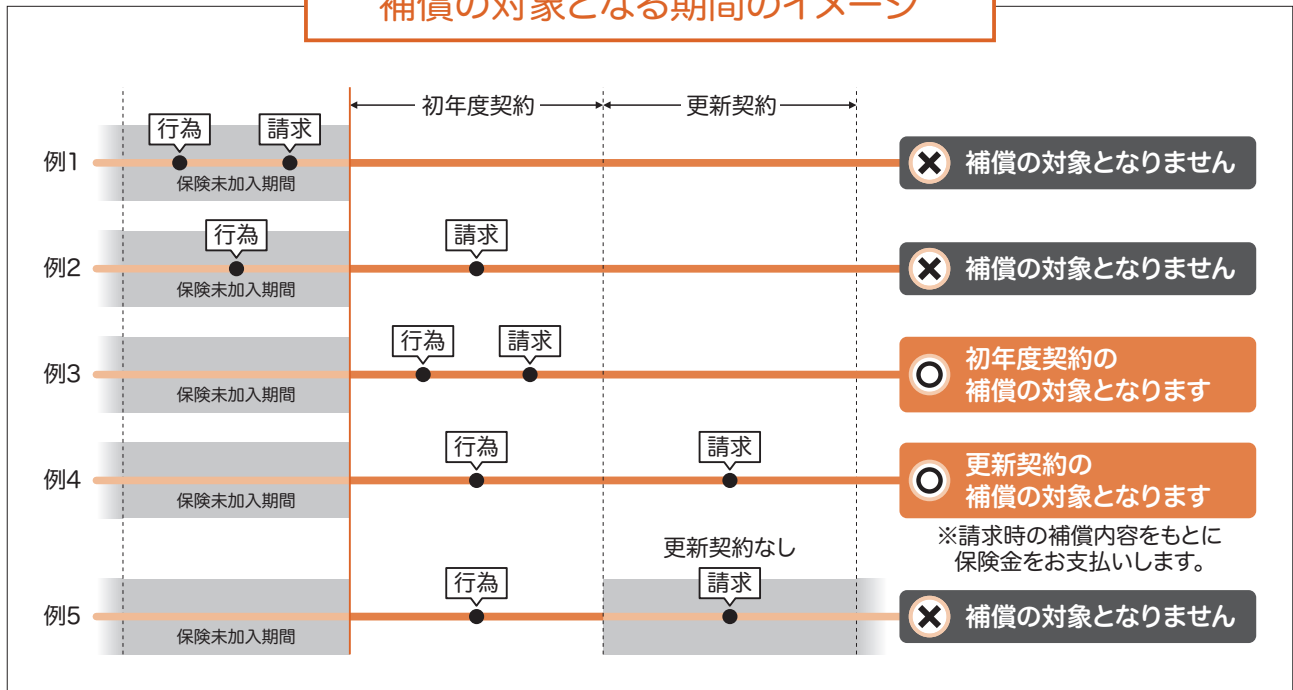 補償の対象となる期間のイメージ
初年度契約
更新契約
例1
行為
請求
保険未加入期間
補償の対象となりません
例2
行為
請求
保険未加入期間
補償の対象となりません
例3
行為
請求
保険未加入期間
初年度契約の
補償の対象となります
例4
行為
請求
保険未加入期間
更新契約の
補償の対象となります
※請求時の補償内容をもとに
保険金をお支払いします。
更新契約なし
例5
行為
請求
保険未加入期間
補償の対象となりません